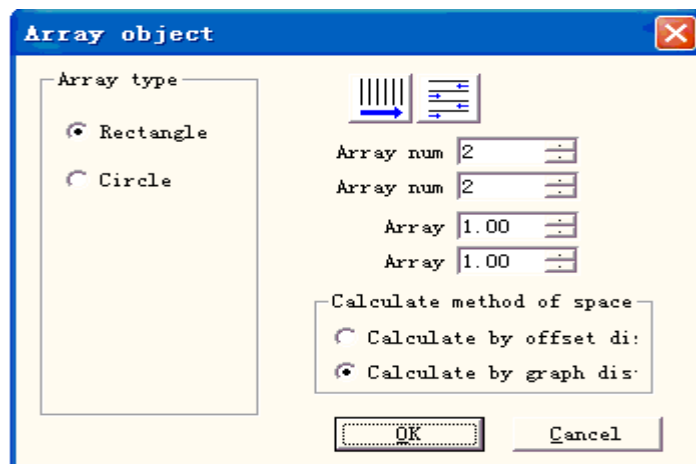 Array object
Array type
Rectangle
Circle
Array num 2
Array num 2
Array 1.00
Array 1.00
Calculate method of space
Calculate by offset di
Calculate by graph dis
OK
Cancel